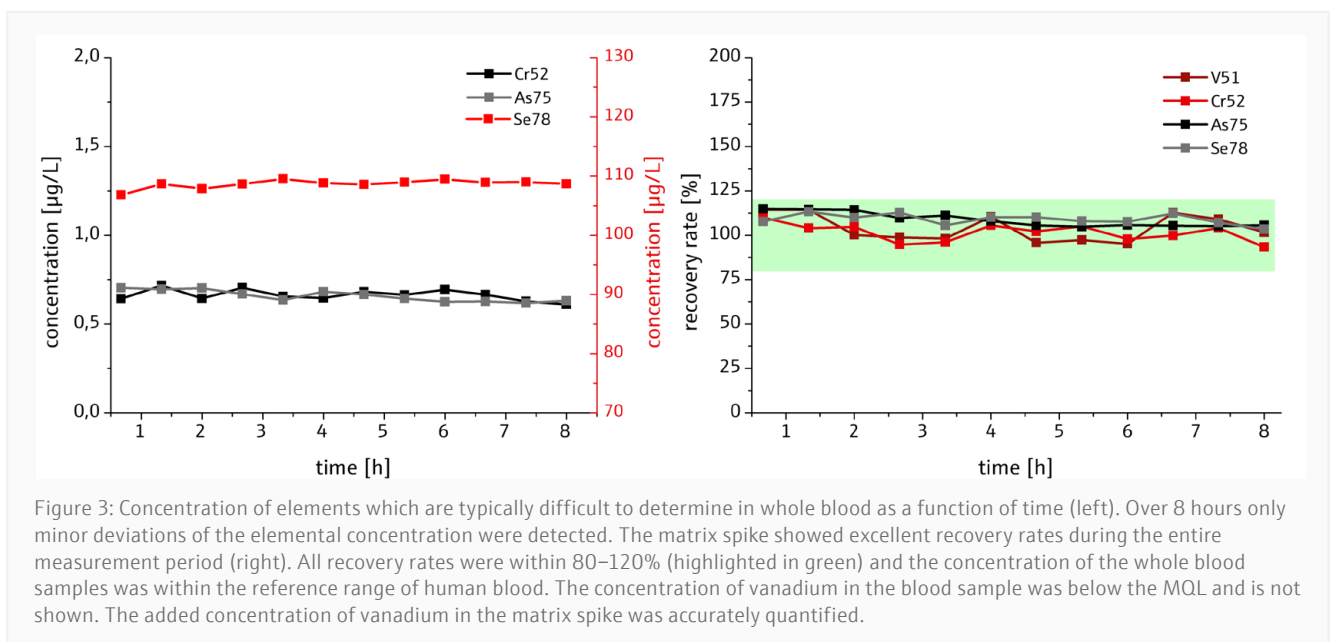 2,0
1,5
1,0
0,5
0,0
concentration [µg/L]
Cr52
As75
Se78
130
120
110
100
90
80
70
concentration [µg/L]
1 2 3 4 5 6 7 8
time [h]
200
175
150
125
100
75
50
25
0
recovery rate [%]
V51
Cr52
As75
Se78
1 2 3 4 5 6 7 8
time [h]
Figure 3: Concentration of elements which are typically difficult to determine in whole blood as a function of time (left). Over 8 hours only
minor deviations of the elemental concentration were detected. The matrix spike showed excellent recovery rates during the entire
measurement period (right). All recovery rates were within 80–120% (highlighted in green) and the concentration of the whole blood
samples was within the reference range of human blood. The concentration of vanadium in the blood sample was below the MQL and is not
shown. The added concentration of vanadium in the matrix spike was accurately quantified.